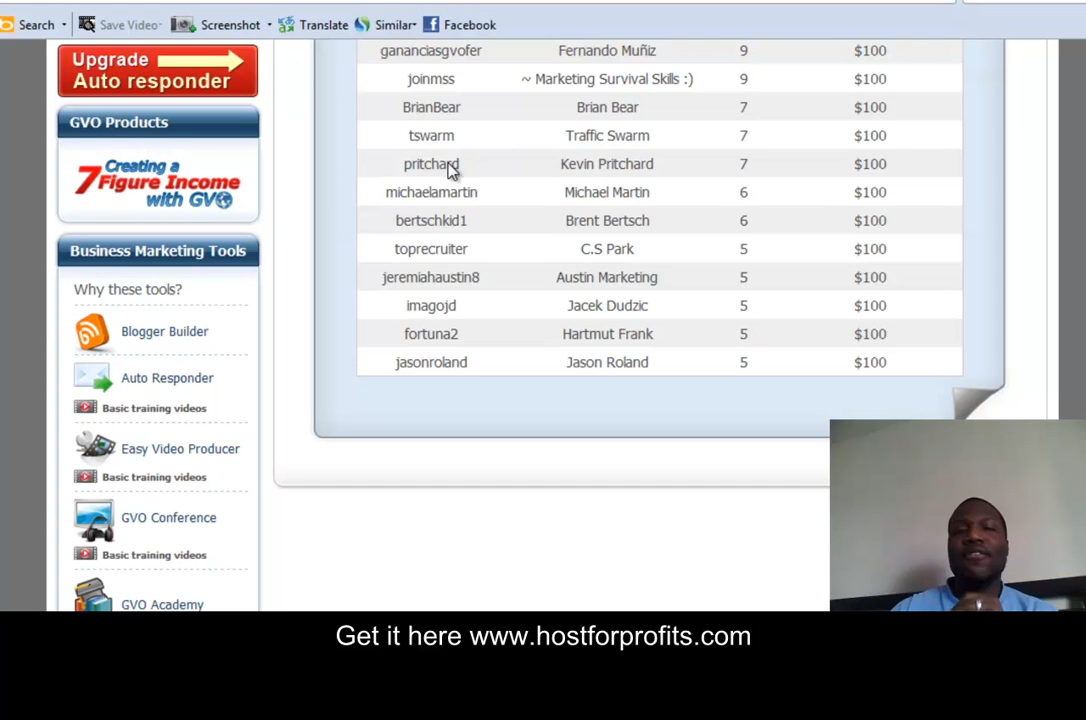 Search Save Video Screenshot Translate Similar Facebook
Upgrade
Auto responder
GVO Products
Creating a
7 Figure Income
with GVO
Business Marketing Tools
Why these tools?
Blogger Builder
Auto Responder
Basic training videos
Easy Video Producer
Basic training videos
GVO Conference
Basic training videos
GVO Academy
gananciasgvofer Fernando Muñiz 9 $100
joinmss ~ Marketing Survival Skills :) 9 $100
BrianBear Brian Bear 7 $100
tswarm Traffic Swarm 7 $100
pritchard Kevin Pritchard 7 $100
michaelamartin Michael Martin 6 $100
bertschkid1 Brent Bertsch 6 $100
toprecruiter C.S Park 5 $100
jeremiahaustin8 Austin Marketing 5 $100
imagojd Jacek Dudzic 5 $100
fortuna2 Hartmut Frank 5 $100
jasonroland Jason Roland 5 $100
Get it here www.hostforprofits.com